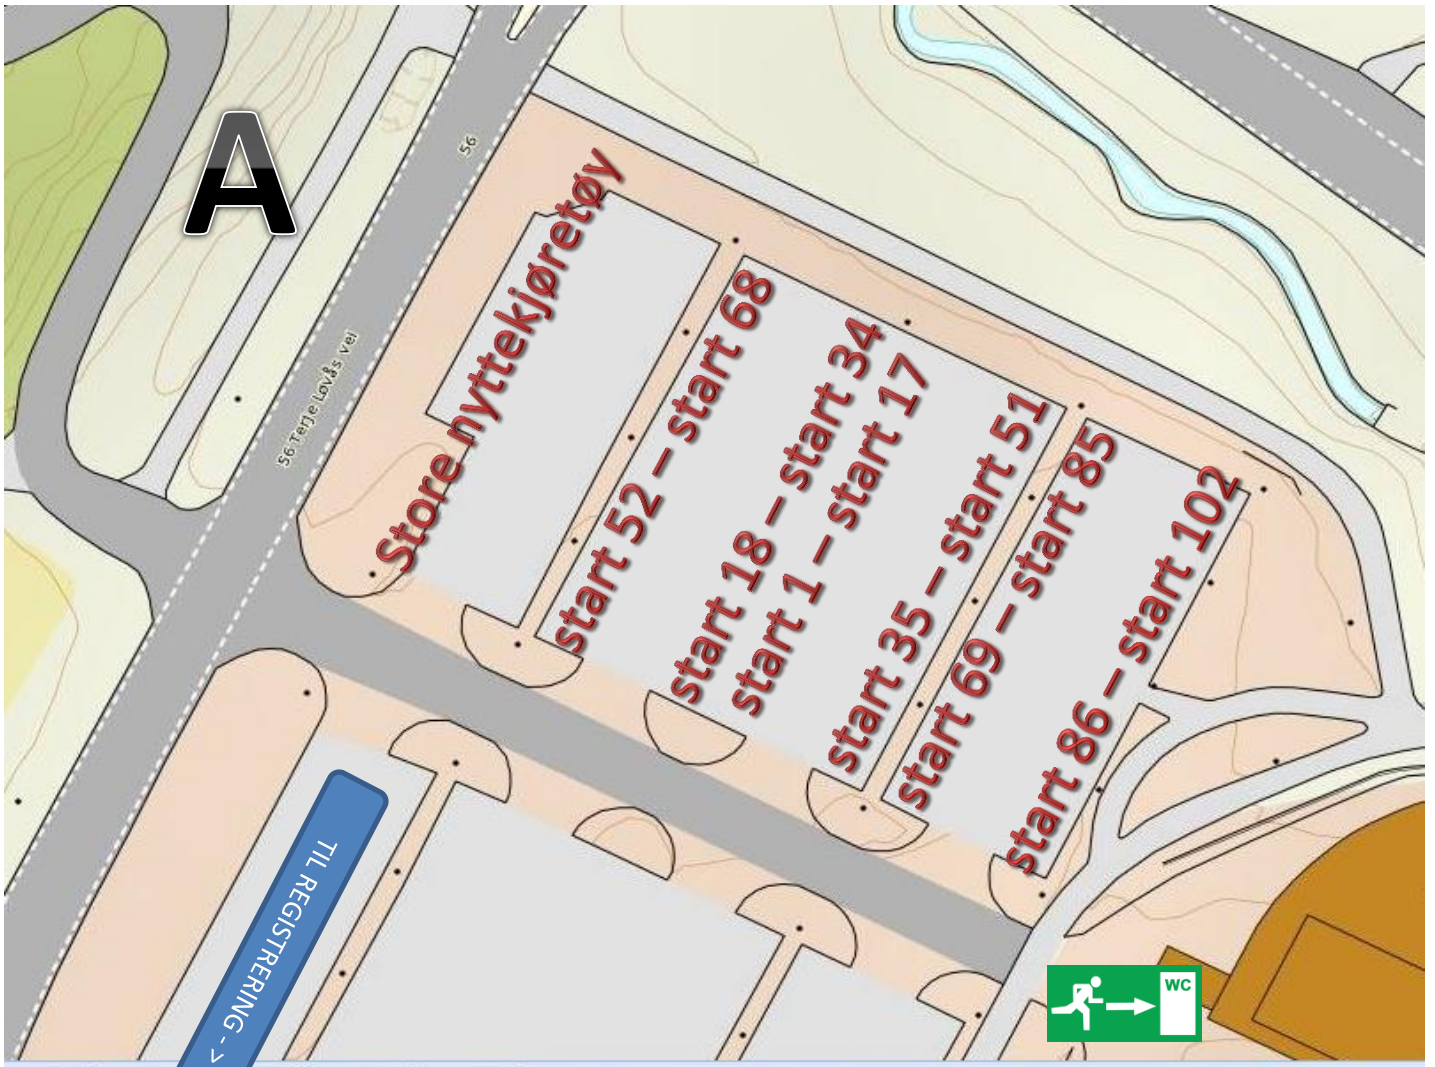 A
56
56 Terje Løvås vei
Store nyttekjøretøy
start 52 – start 68
start 18 – start 34
start 1 – start 17
start 35 – start 51
start 69 – start 85
start 86 – start 102
TIL REGISTRERING - >
WC